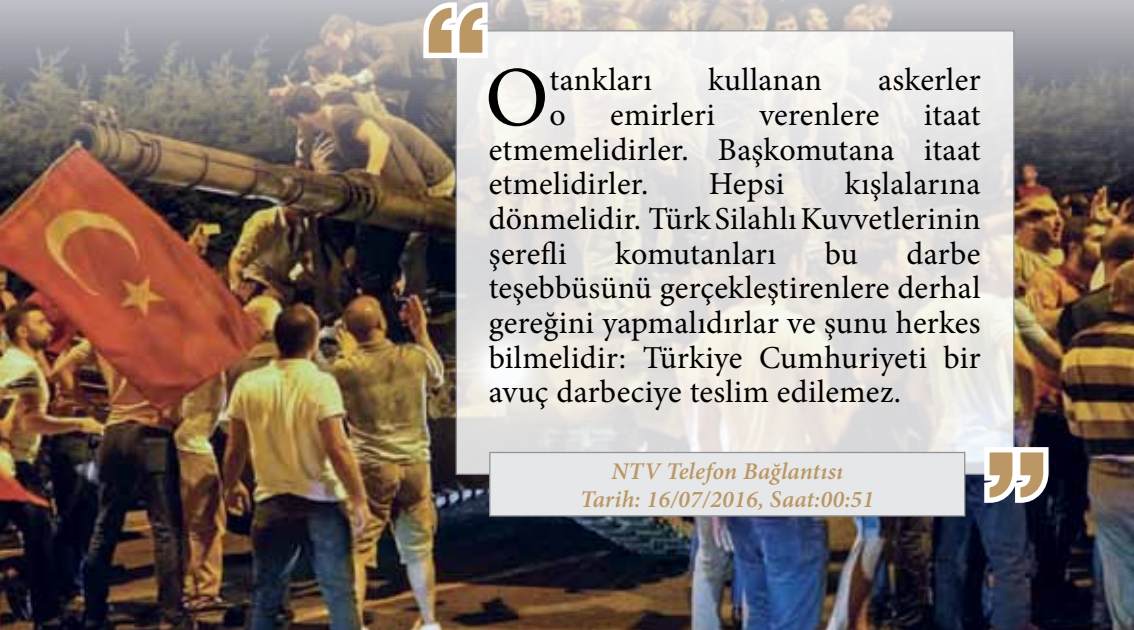 “
O tankları kullanan askerler
o emirleri verenlere itaat
etmemelidirler. Başkomutana itaat
etmelidirler. Hepsi kışlalarına
dönmelidir. Türk Silahlı Kuvvetlerinin
şerefli komutanları bu darbe
teşebbüsünü gerçekleştirenlere derhal
gereğini yapmalıdırlar ve şunu herkes
bilmelidir: Türkiye Cumhuriyeti bir
avuç darbeciye teslim edilemez.
NTV Telefon Bağlantısı
Tarih: 16/07/2016, Saat:00:51
”